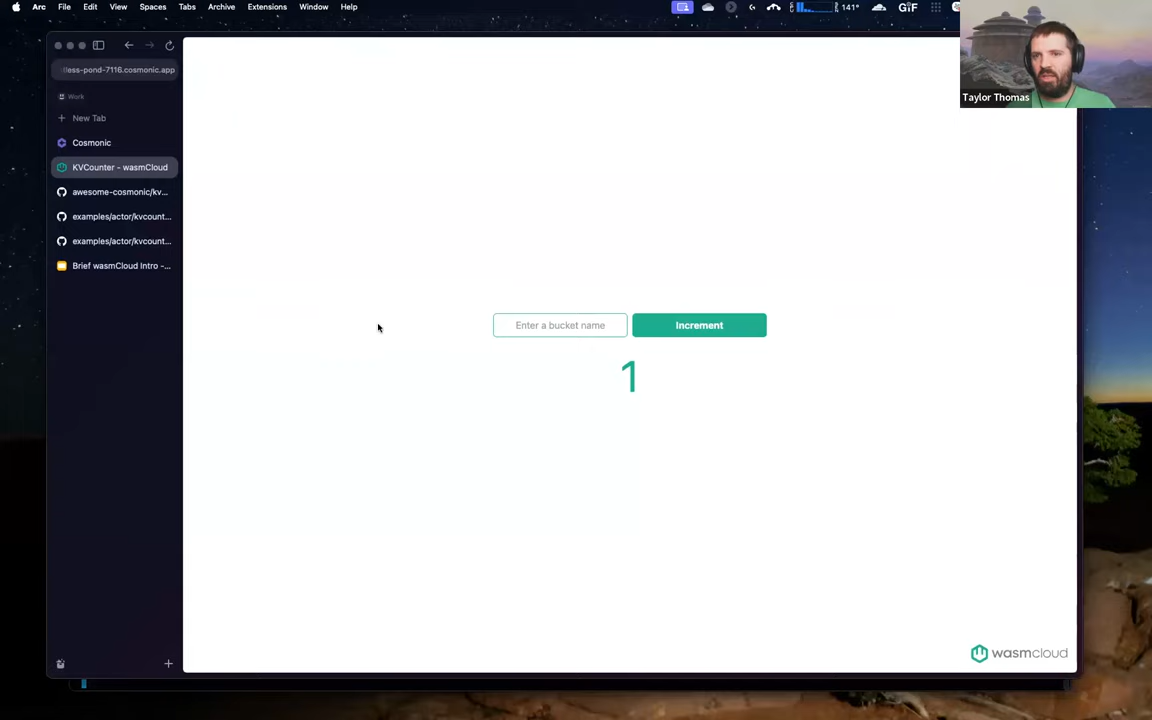 Arc File Edit View Spaces Tabs Archive Extensions Window Help 141° GIF
Taylor Thomas
less-pond-7116.cosmonic.app
Work
New Tab
Cosmonic
KVCounter - wasmCloud
awesome-cosmonic/kv...
examples/actor/kvcount...
examples/actor/kvcount...
Brief wasmCloud Intro -...
Enter a bucket name
Increment
1
wasmcloud